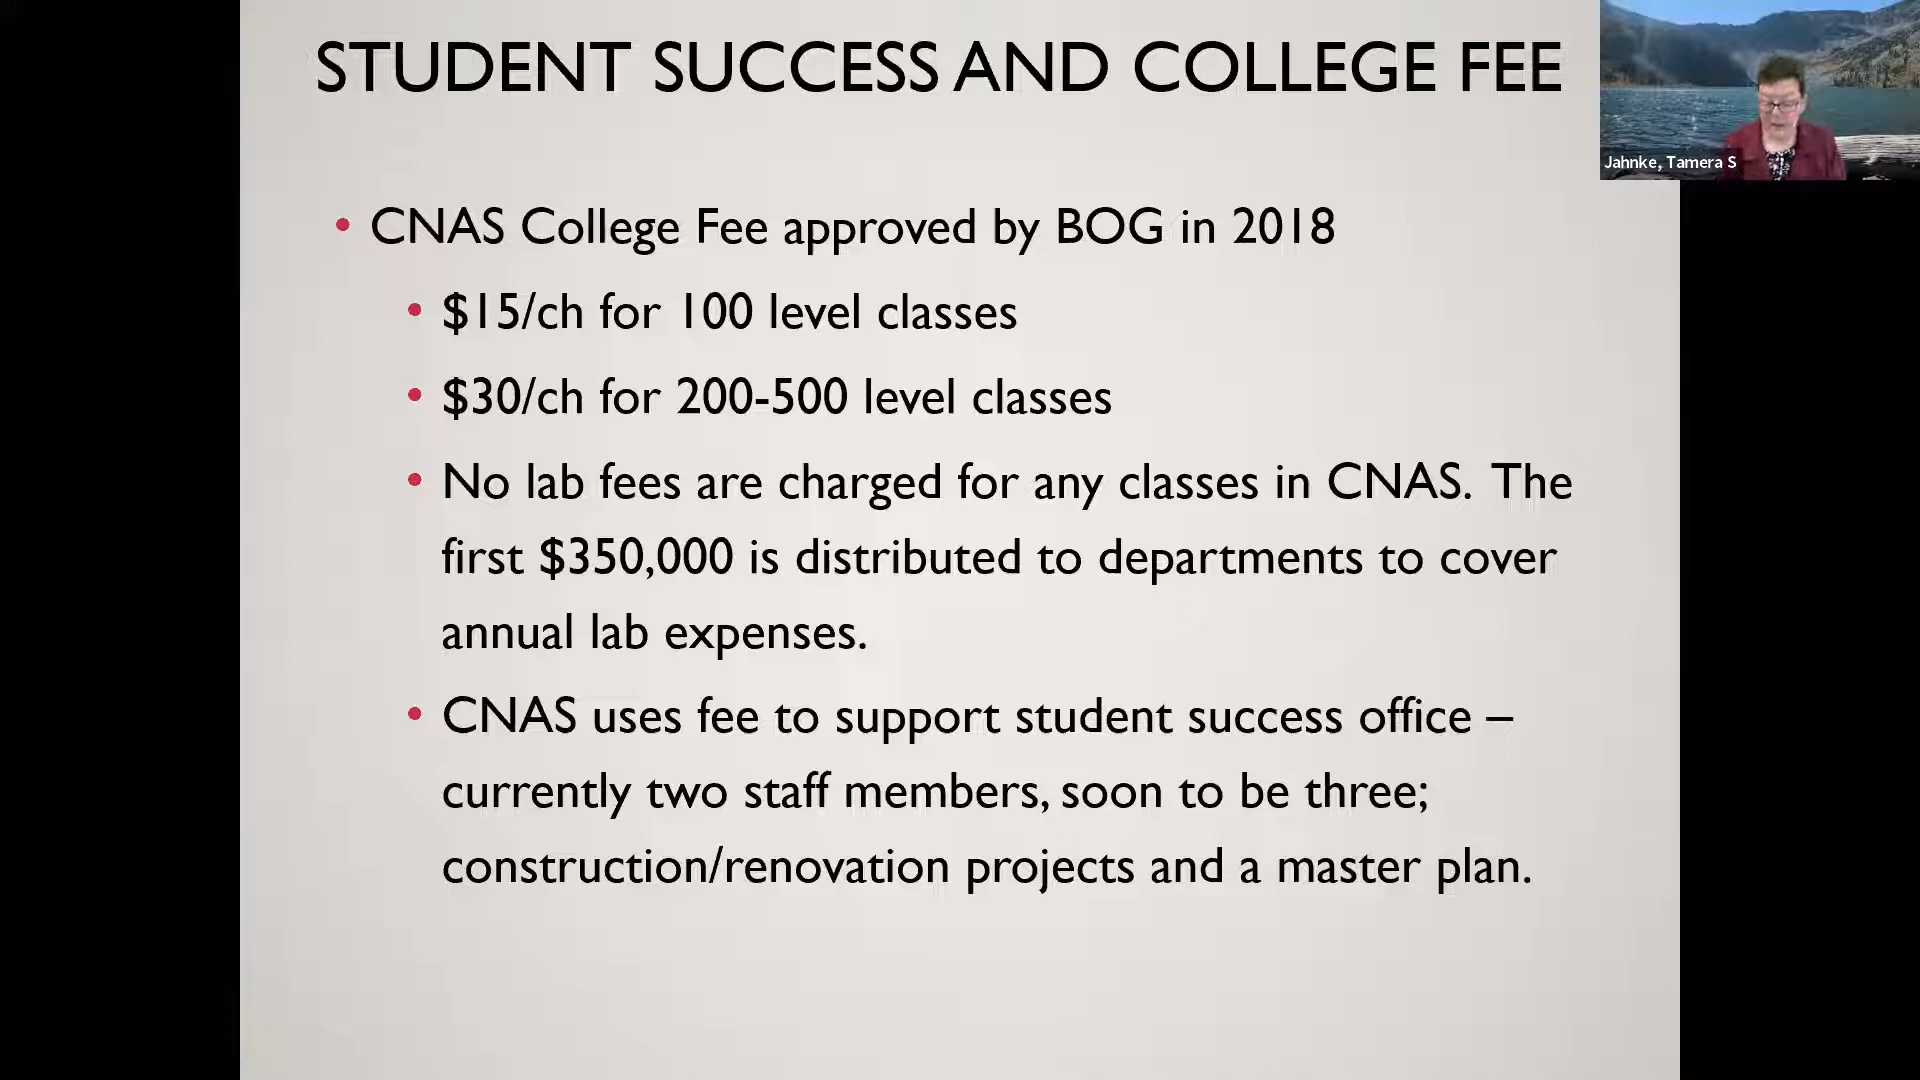 STUDENT SUCCESS AND COLLEGE FEE
Jahnke, Tamera S
• CNAS College Fee approved by BOG in 2018
• $15/ch for 100 level classes
• $30/ch for 200-500 level classes
• No lab fees are charged for any classes in CNAS. The
first $350,000 is distributed to departments to cover
annual lab expenses.
• CNAS uses fee to support student success office –
currently two staff members, soon to be three;
construction/renovation projects and a master plan.